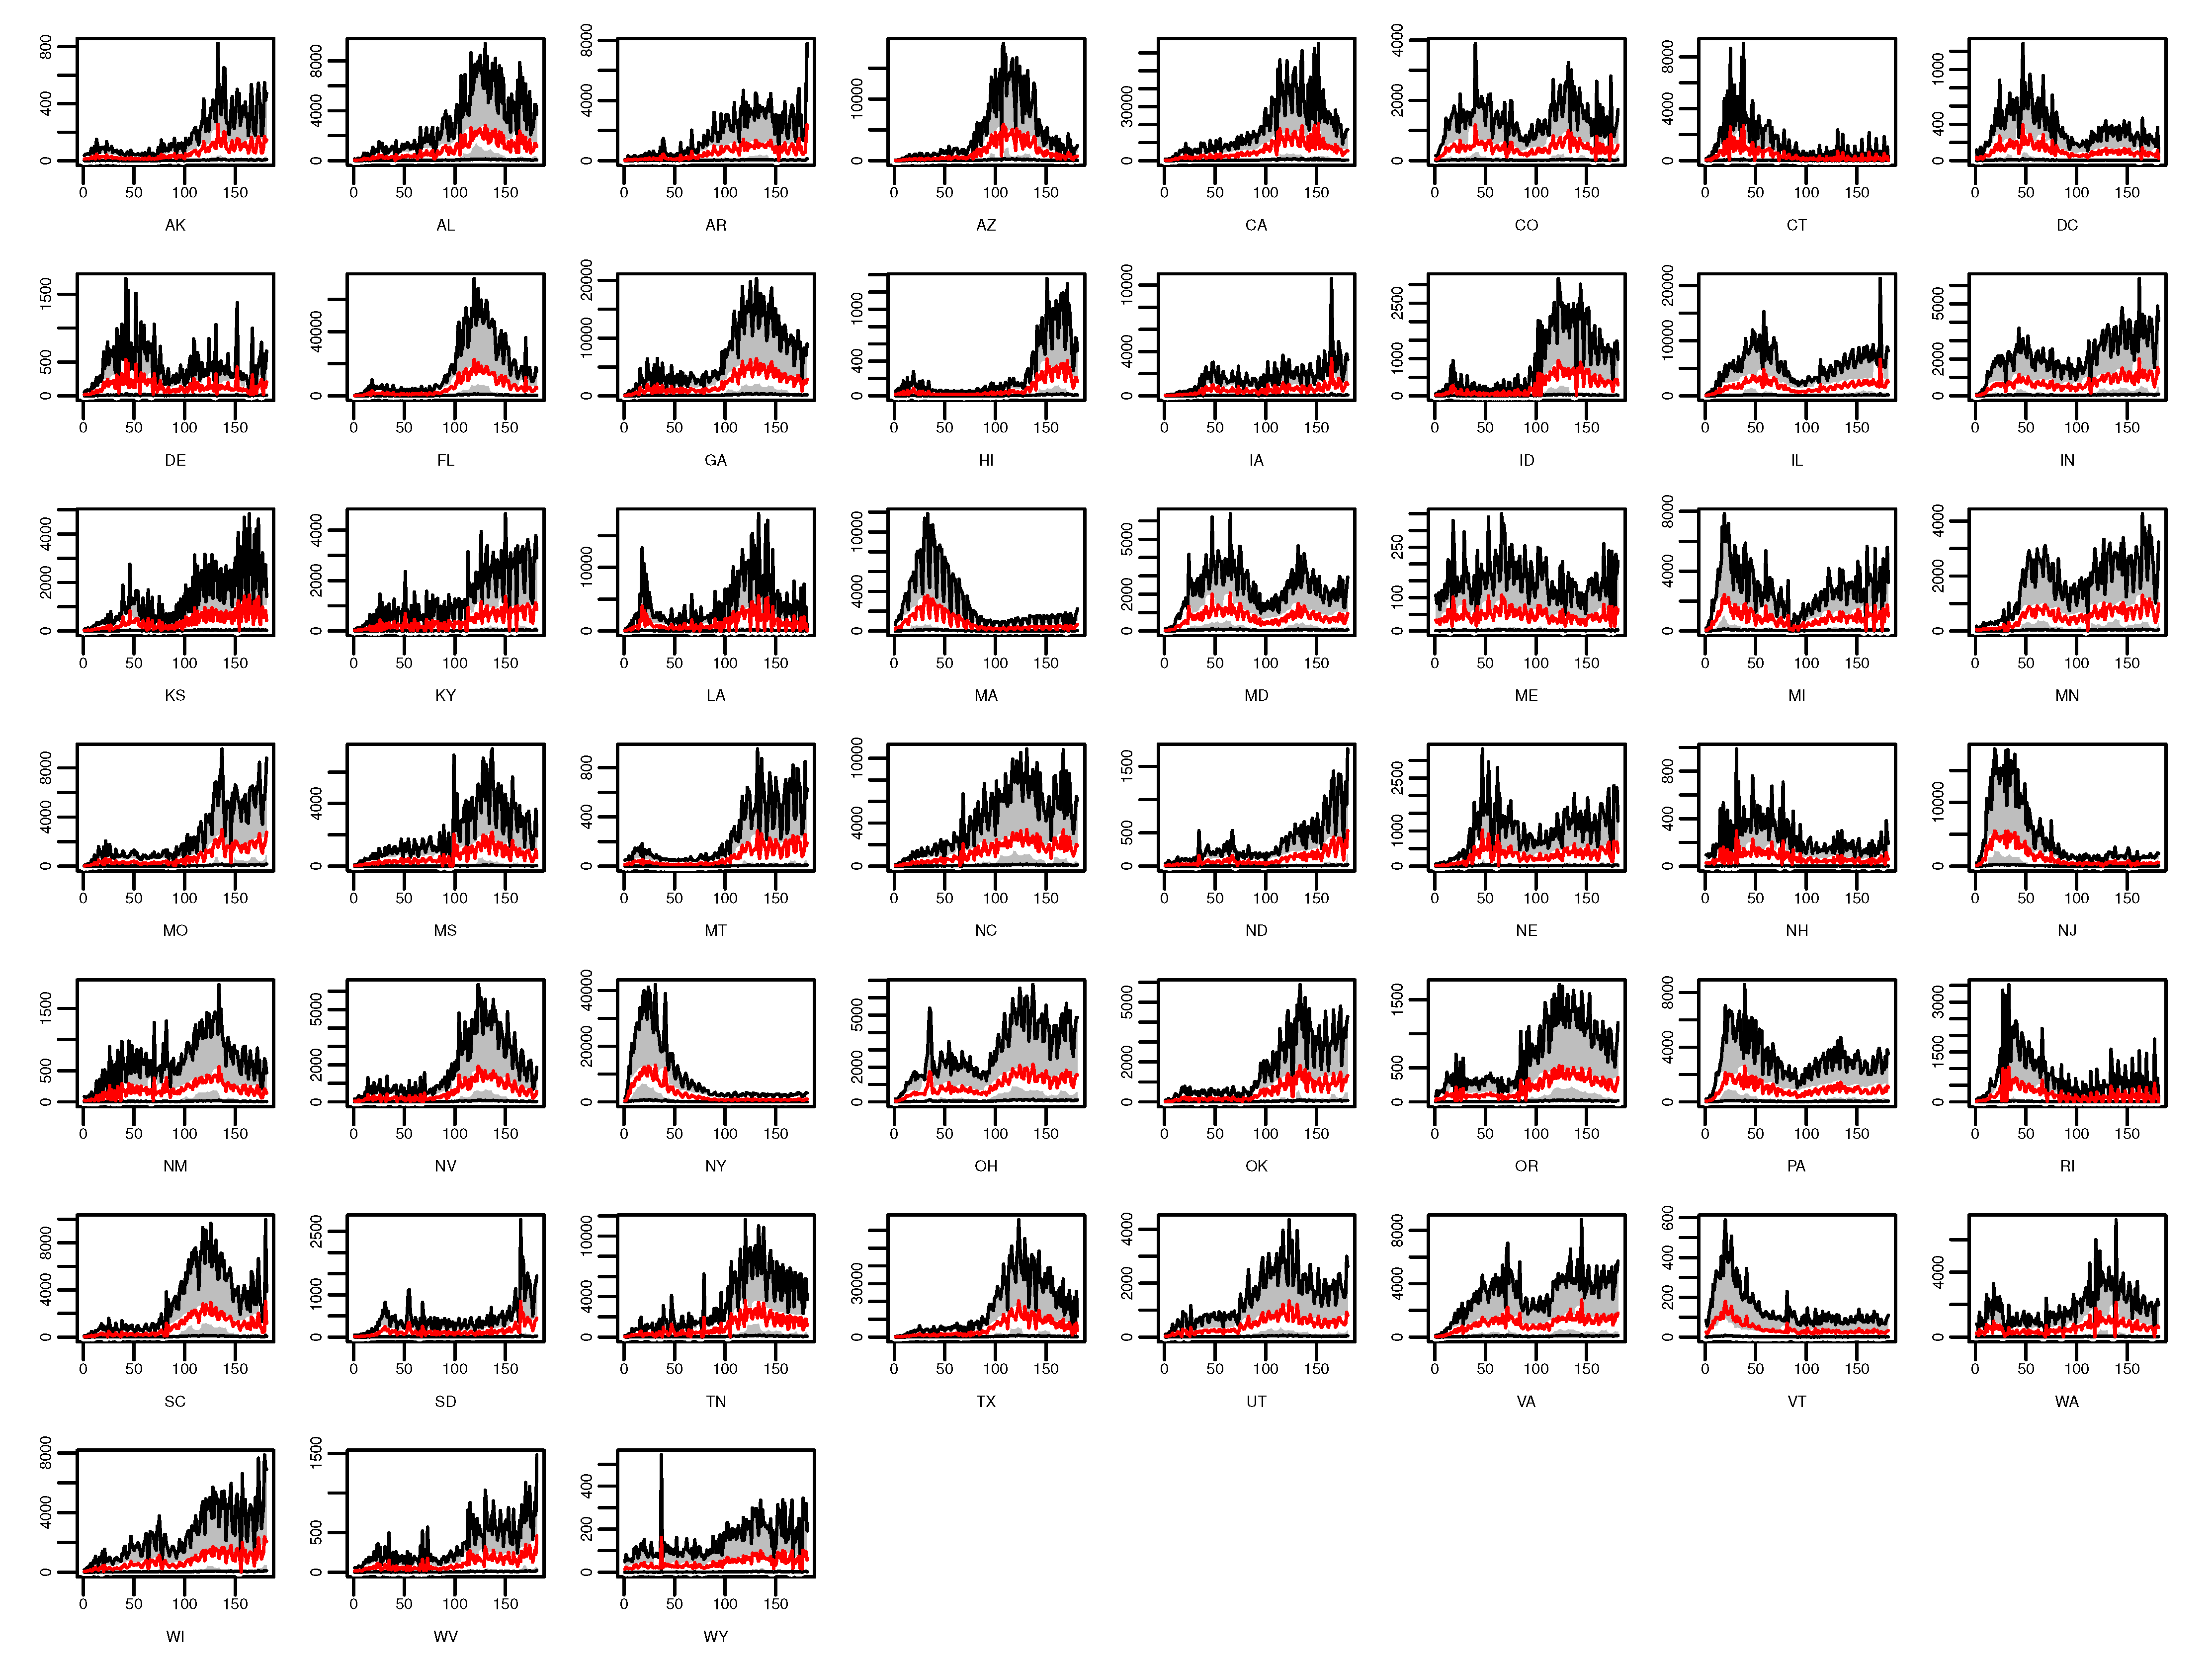 0 400 800
0 50 100 150
AK
0 4000 8000
0 50 100 150
AL
0 4000 8000
0 50 100 150
AR
0 10000
0 50 100 150
AZ
0 30000
0 50 100 150
CA
0 2000 4000
0 50 100 150
CO
0 4000 8000
0 50 100 150
CT
0 400 1000
0 50 100 150
DC
0 500 1500
0 50 100 150
DE
0 40000
0 50 100 150
FL
0 10000 20000
0 50 100 150
GA
0 400 1000
0 50 100 150
HI
0 4000 10000
0 50 100 150
IA
0 1000 2500
0 50 100 150
ID
0 10000 20000
0 50 100 150
IL
0 2000 5000
0 50 100 150
IN
0 2000 4000
0 50 100 150
KS
0 2000 4000
0 50 100 150
KY
0 10000
0 50 100 150
LA
0 4000 10000
0 50 100 150
MA
0 2000 5000
0 50 100 150
MD
0 100 250
0 50 100 150
ME
0 4000 8000
0 50 100 150
MI
0 2000 4000
0 50 100 150
MN
0 4000 8000
0 50 100 150
MO
0 4000
0 50 100 150
MS
0 400 800
0 50 100 150
MT
0 4000 10000
0 50 100 150
NC
0 500 1500
0 50 100 150
ND
0 1000 2500
0 50 100 150
NE
0 400 800
0 50 100 150
NH
0 10000
0 50 100 150
NJ
0 500 1500
0 50 100 150
NM
0 2000 5000
0 50 100 150
NV
0 20000 40000
0 50 100 150
NY
0 2000 5000
0 50 100 150
OH
0 2000 5000
0 50 100 150
OK
0 500 1500
0 50 100 150
OR
0 4000 8000
0 50 100 150
PA
0 1500 3000
0 50 100 150
RI
0 4000 8000
0 50 100 150
SC
0 1000 2500
0 50 100 150
SD
0 4000 10000
0 50 100 150
TN
0 30000
0 50 100 150
TX
0 2000 4000
0 50 100 150
UT
0 4000 8000
0 50 100 150
VA
0 200 400 600
0 50 100 150
VT
0 4000
0 50 100 150
WA
0 4000 8000
0 50 100 150
WI
0 500 1500
0 50 100 150
WV
0 200 400
0 50 100 150
WY